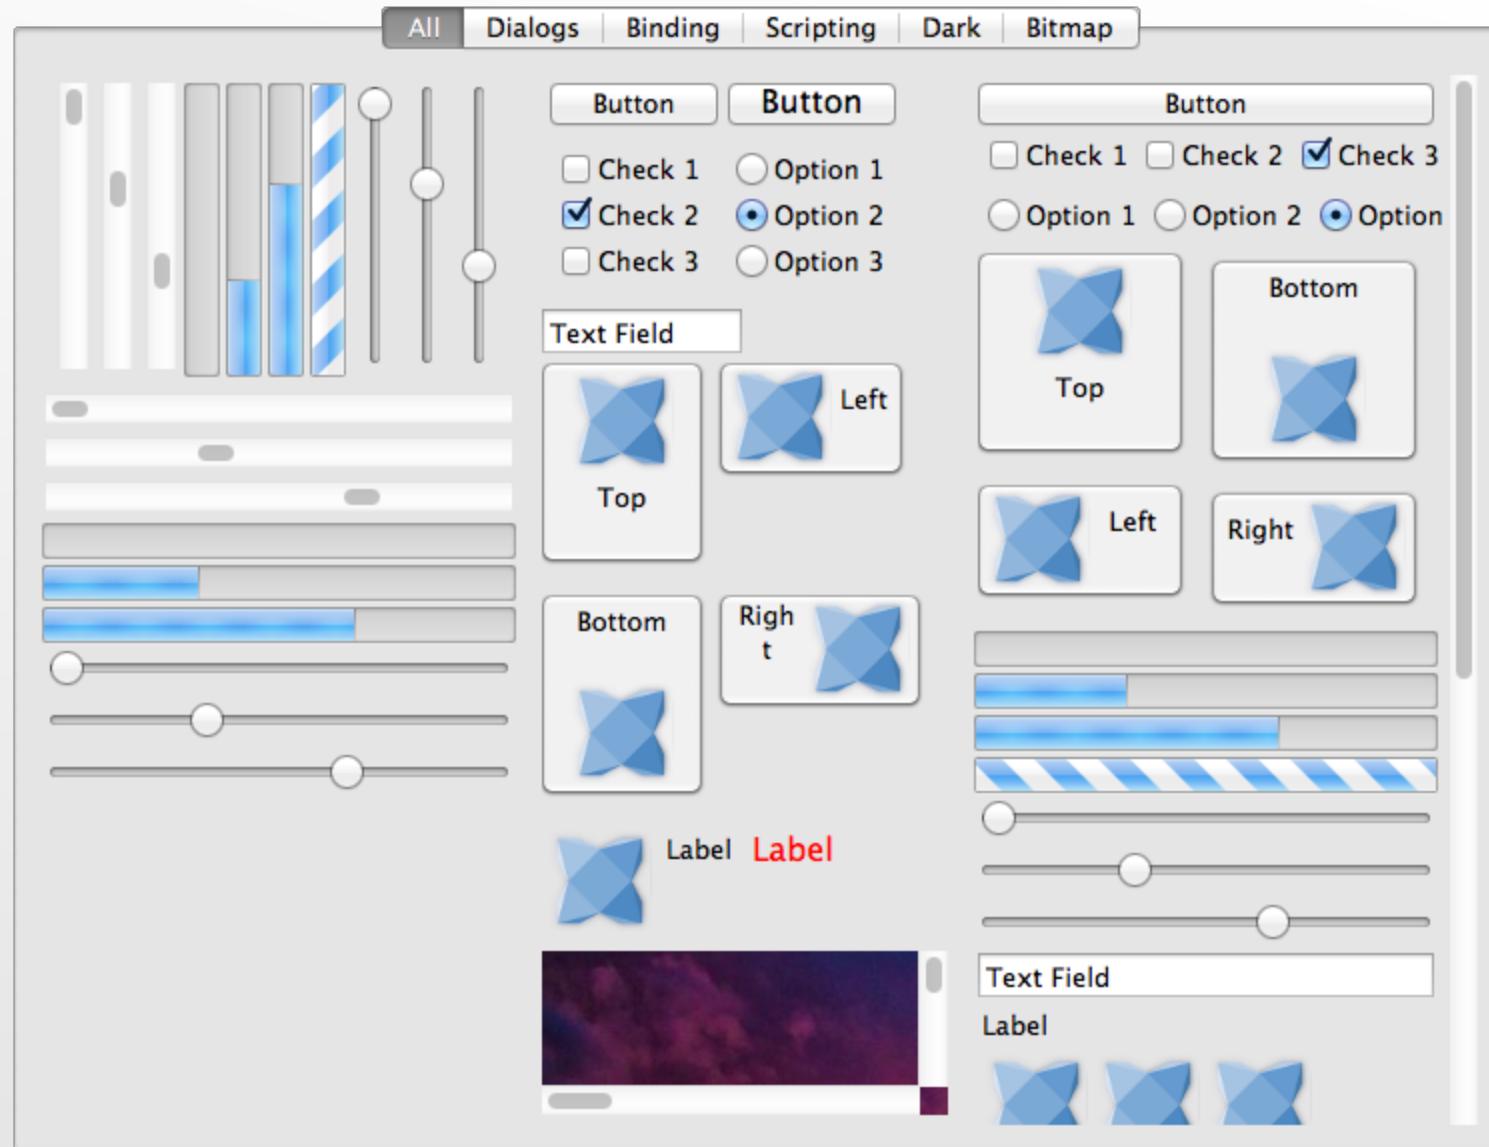 All Dialogs Binding Scripting Dark Bitmap
Button Button
Check 1 Option 1
Check 2 Option 2
Check 3 Option 3
Text Field
Top Left
Bottom Righ
t
Label Label
Button
Check 1 Check 2 Check 3
Option 1 Option 2 Option
Top Bottom
Left Right
Text Field
Label